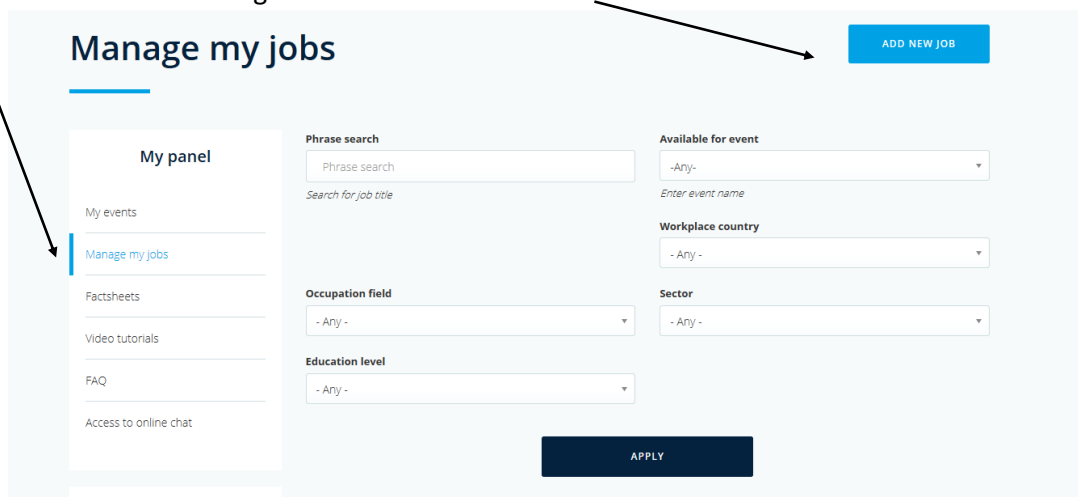 Manage my jobs
ADD NEW JOB
My panel
My events
Manage my jobs
Factsheets
Video tutorials
FAQ
Access to online chat
Phrase search
Phrase search
Search for job title
Available for event
-Any-
Enter event name
Workplace country
- Any -
Occupation field
- Any -
Sector
- Any -
Education level
- Any -
APPLY